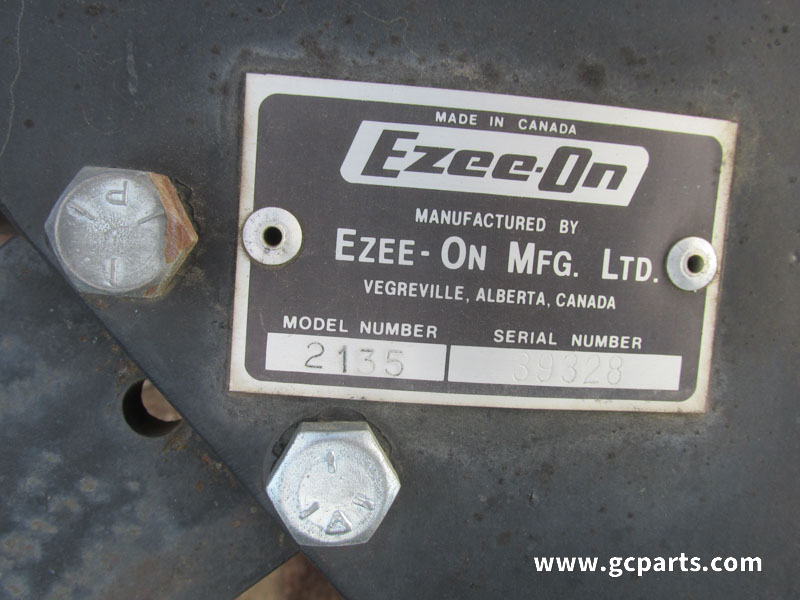 MADE IN CANADA
Ezee-On
MANUFACTURED BY
EZEE-ON MFG. LTD.
VEGREVILLE, ALBERTA, CANADA
MODEL NUMBER SERIAL NUMBER
2135 39328
P
www.gcparts.com